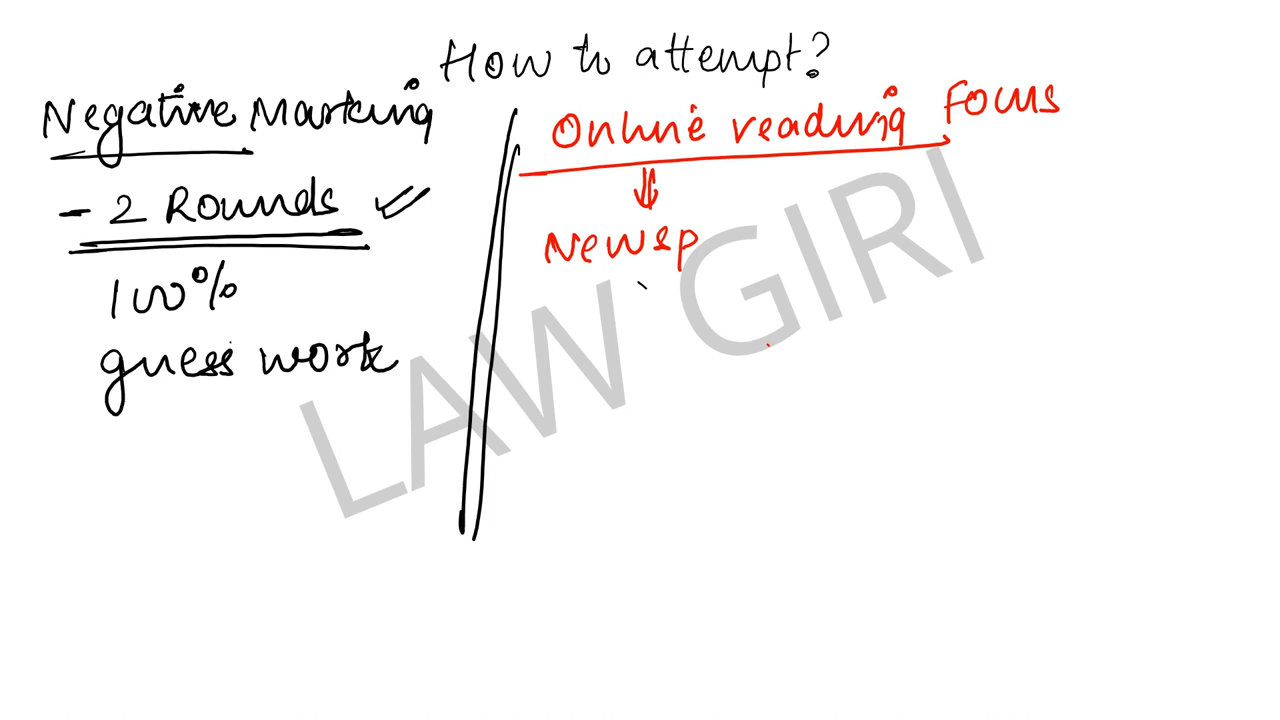 How to attempt?
Negative Marking
- 2 Rounds
100%
guess work
Online reading Focus
Newsp
LAW GIRI